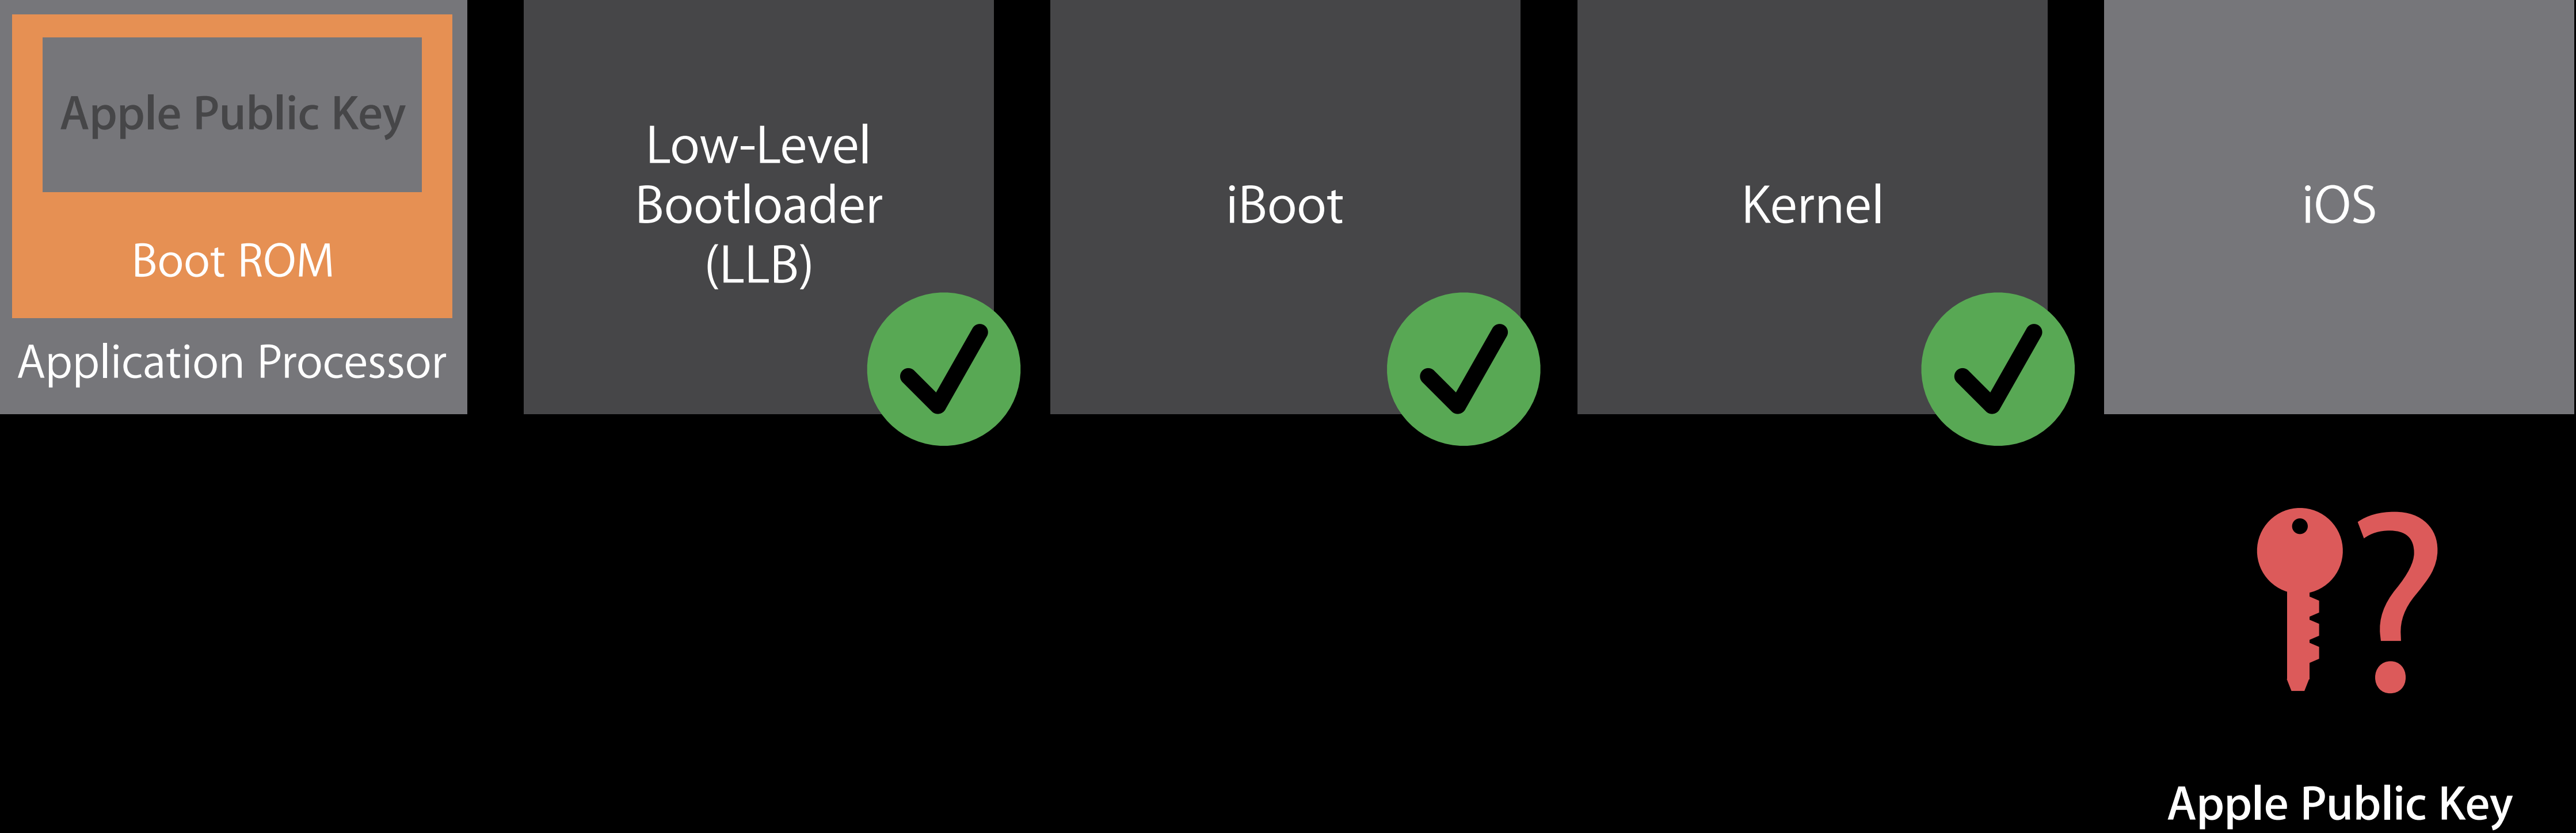 Apple Public Key
Boot ROM
Application Processor
Low-Level
Bootloader
(LLB)
iBoot
Kernel
iOS
?
Apple Public Key